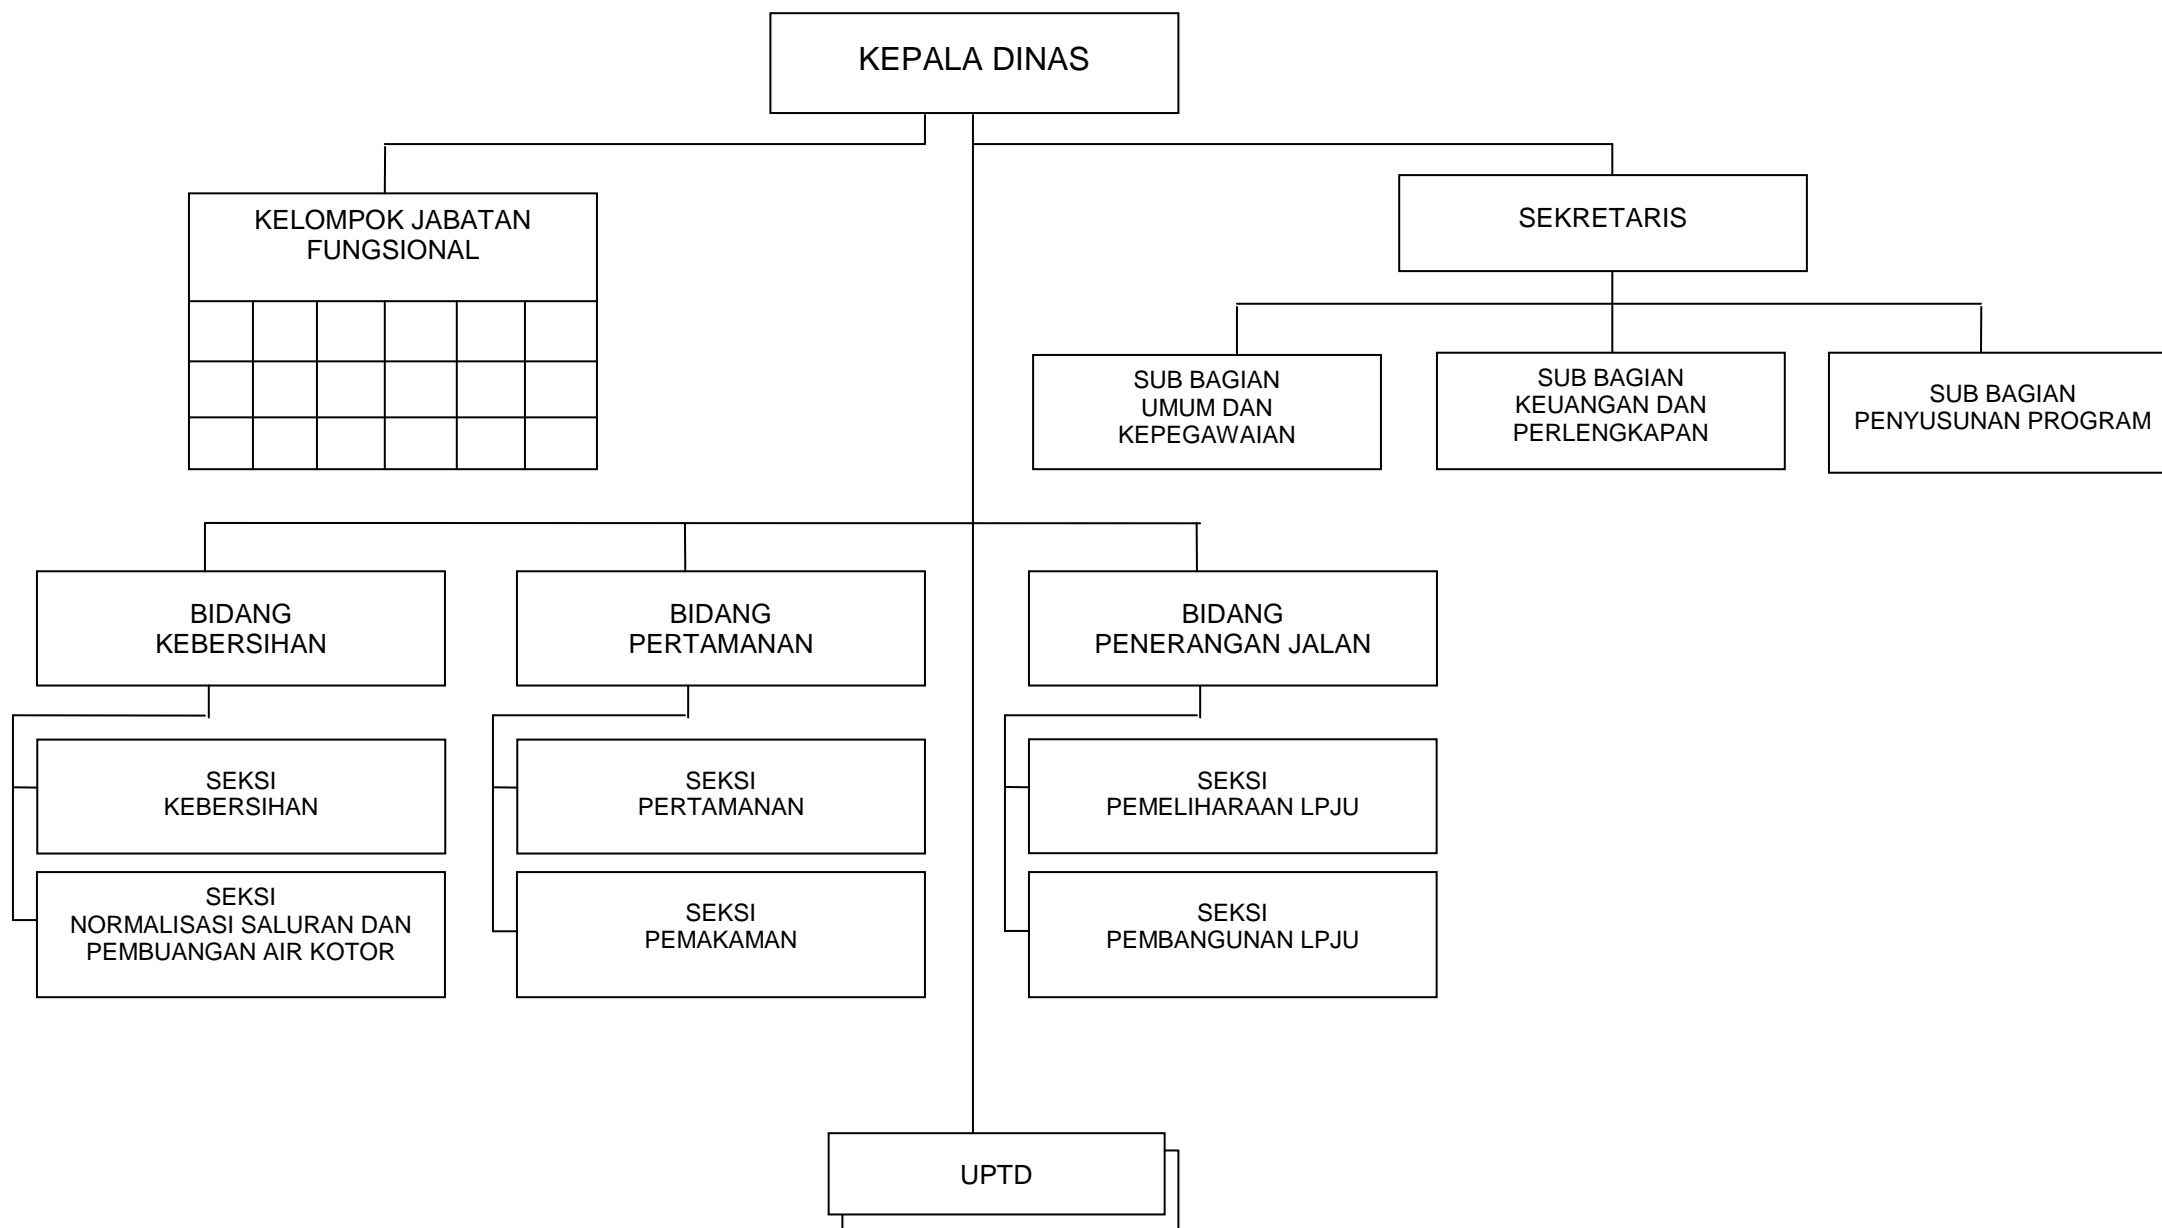 KEPALA DINAS
KELOMPOK JABATAN
FUNGSIONAL
SEKRETARIS
SUB BAGIAN
UMUM DAN
KEPEGAWAIAN
SUB BAGIAN
KEUANGAN DAN
PERLENGKAPAN
SUB BAGIAN
PENYUSUNAN PROGRAM
BIDANG
KEBERSIHAN
BIDANG
PERTAMANAN
BIDANG
PENERANGAN JALAN
SEKSI
KEBERSIHAN
SEKSI
PERTAMANAN
SEKSI
PEMELIHARAAN LPJU
SEKSI
NORMALISASI SALURAN DAN
PEMBUANGAN AIR KOTOR
SEKSI
PEMAKAMAN
SEKSI
PEMBANGUNAN LPJU
UPTD